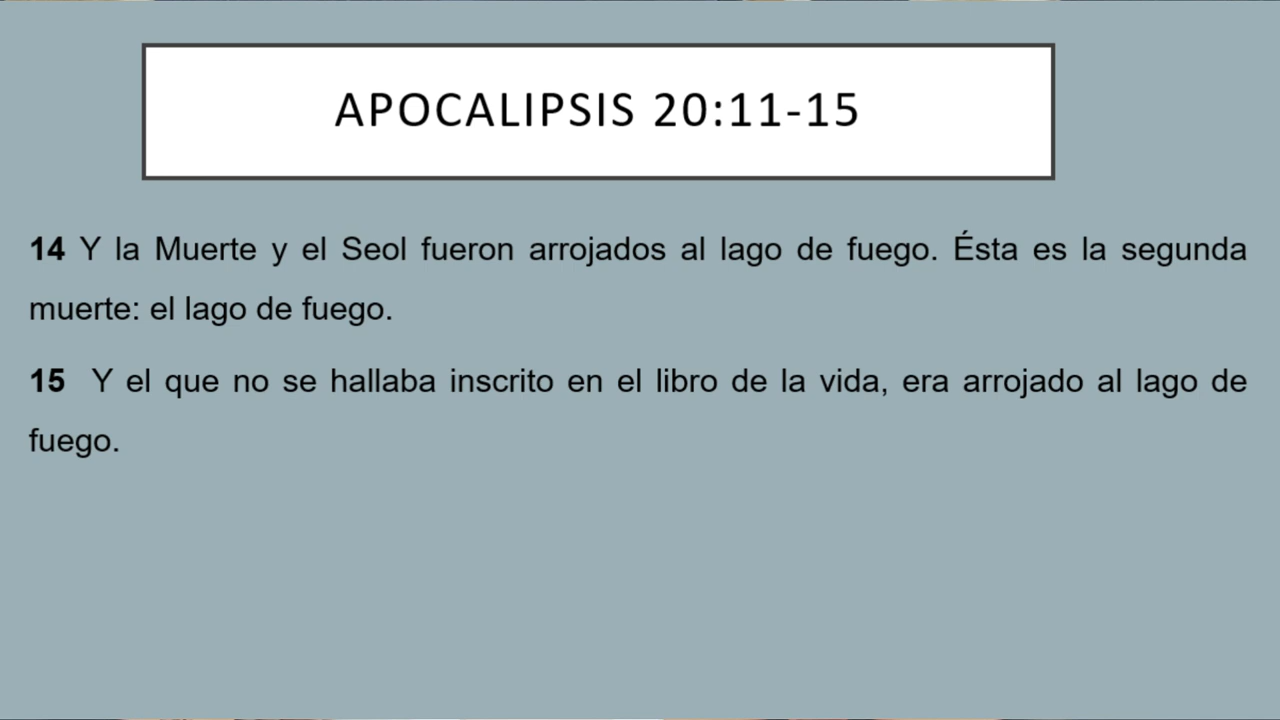 APOCALIPSIS 20:11-15
14 Y la Muerte y el Seol fueron arrojados al lago de fuego. Ésta es la segunda
muerte: el lago de fuego.
15 Y el que no se hallaba inscrito en el libro de la vida, era arrojado al lago de
fuego.